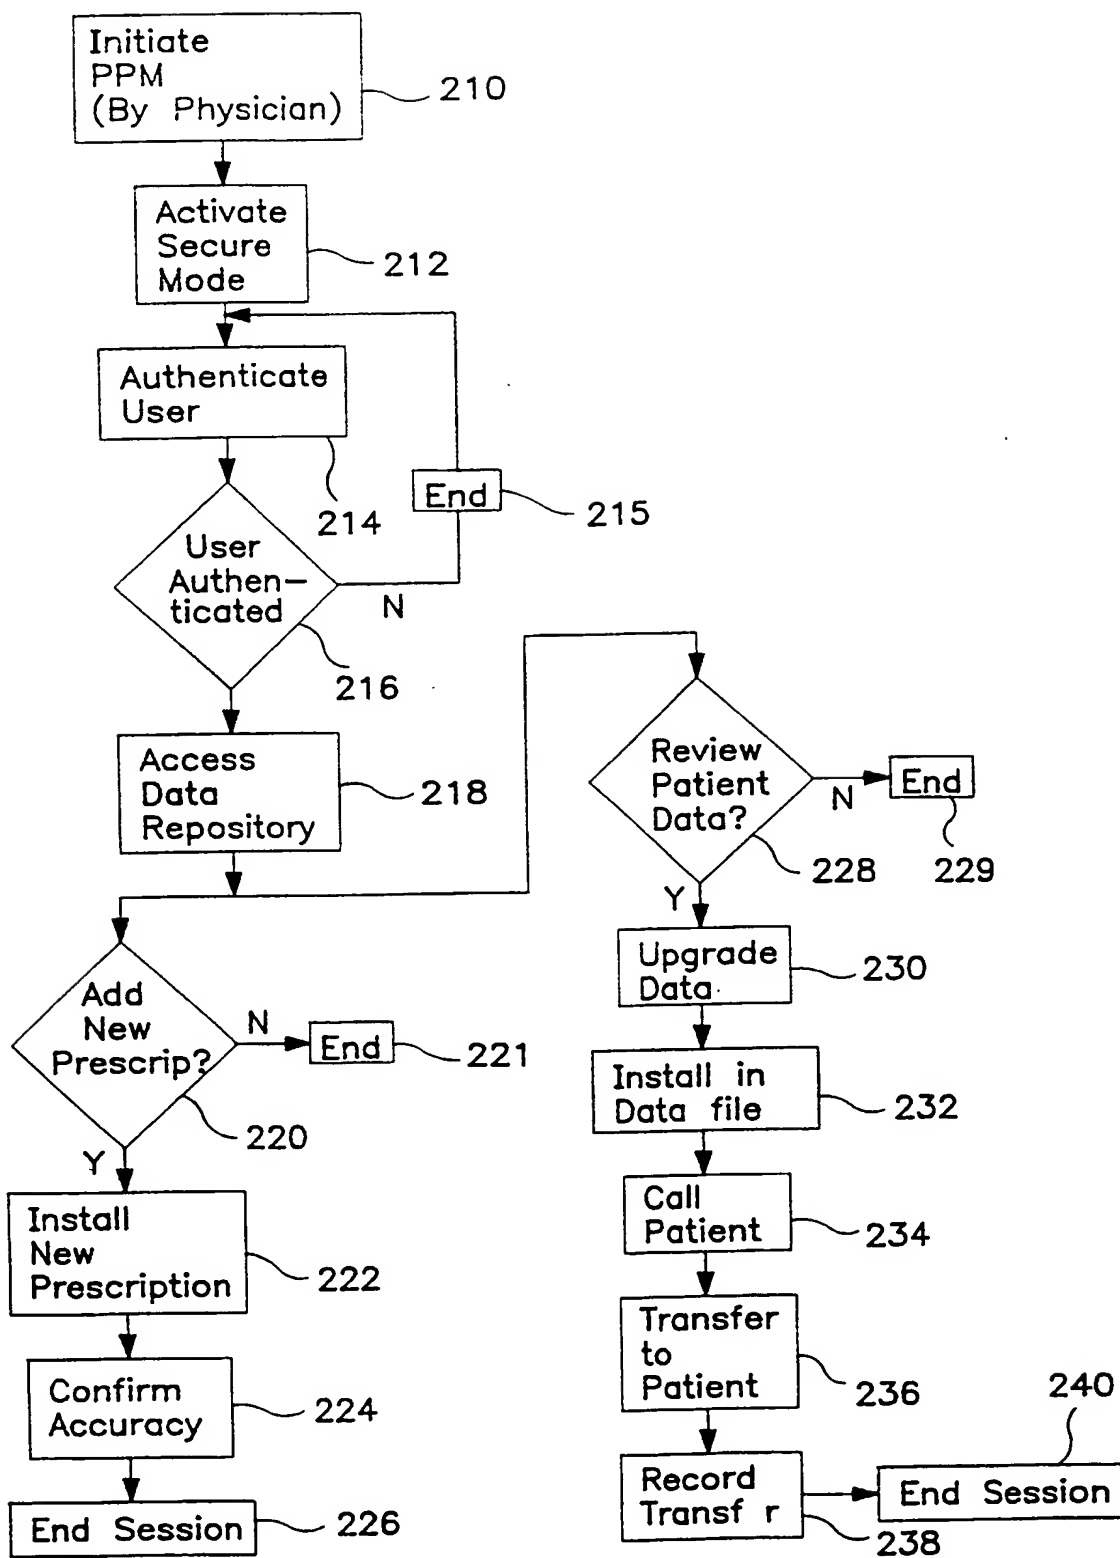 Initiate
PPM
(By Physician)
210
Activate
Secure
Mode
212
Authenticate
User
214
End
215
User
Authen-
ticated
N
216
Access
Data
Repository
218
Add
New
Prescrip?
N
End
221
220
Y
Install
New
Prescription
222
Confirm
Accuracy
224
End Session
226
Review
Patient
Data?
N
End
228
229
Y
Upgrade
Data
230
Install in
Data file
232
Call
Patient
234
Transfer
to
Patient
236
Record
Transf r
238
240
End Session